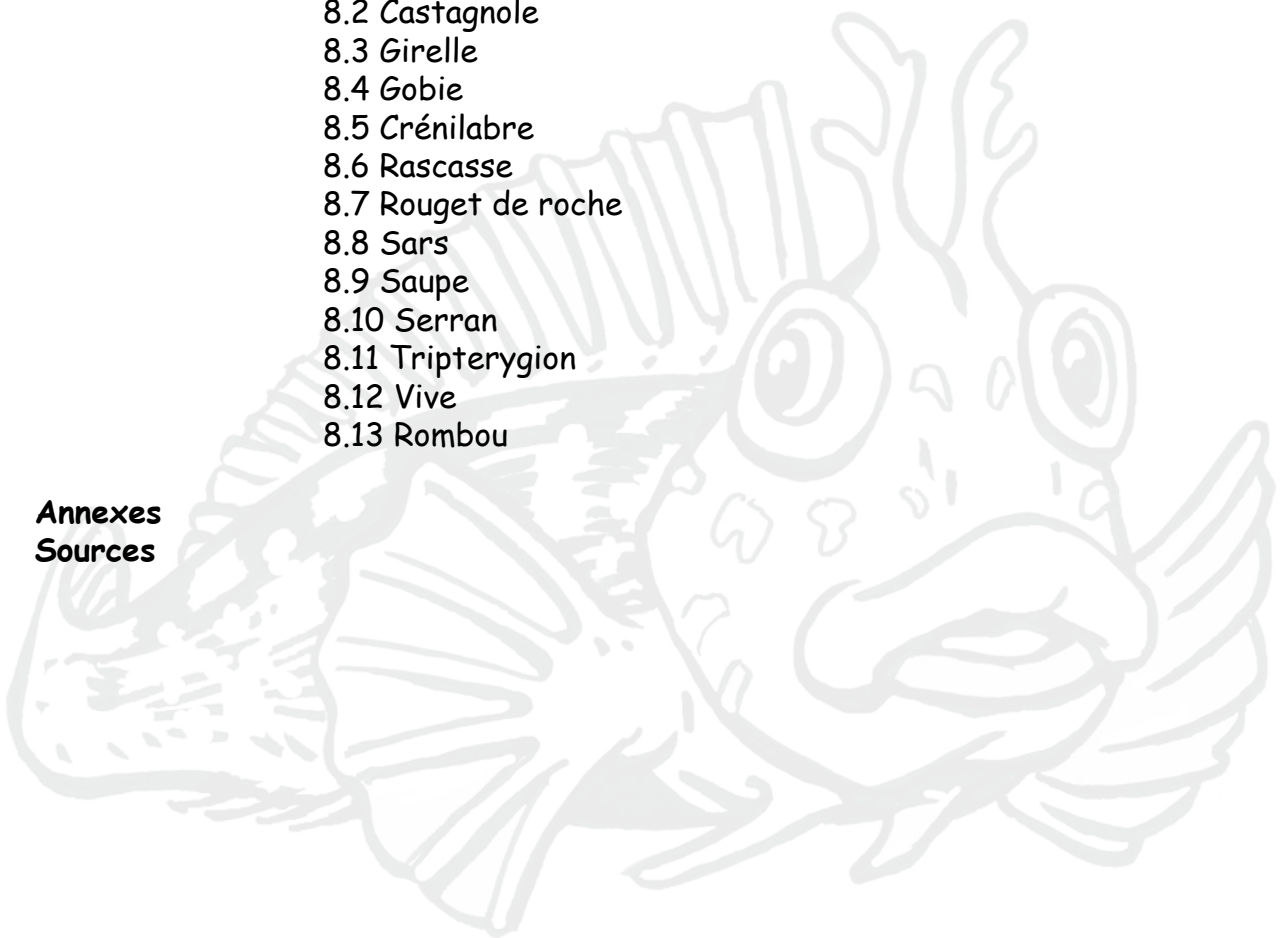 8.2 Castagnole
8.3 Girelle
8.4 Gobie
8.5 Crénilabre
8.6 Rascasse
8.7 Rouget de roche
8.8 Sars
8.9 Saupe
8.10 Serran
8.11 Tripterygion
8.12 Vive
8.13 Rombou
Annexes
Sources